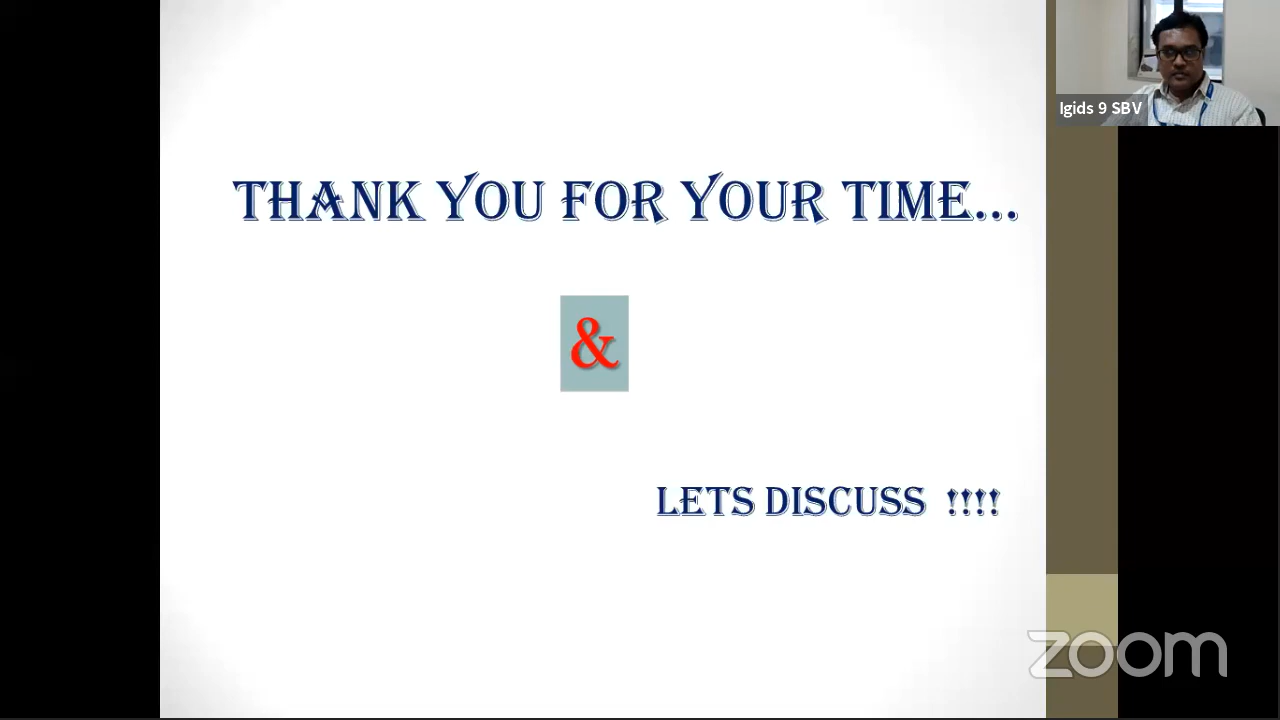 Igids 9 SBV
THANK YOU FOR YOUR TIME...
&
LETS DISCUSS !!!!
zoom